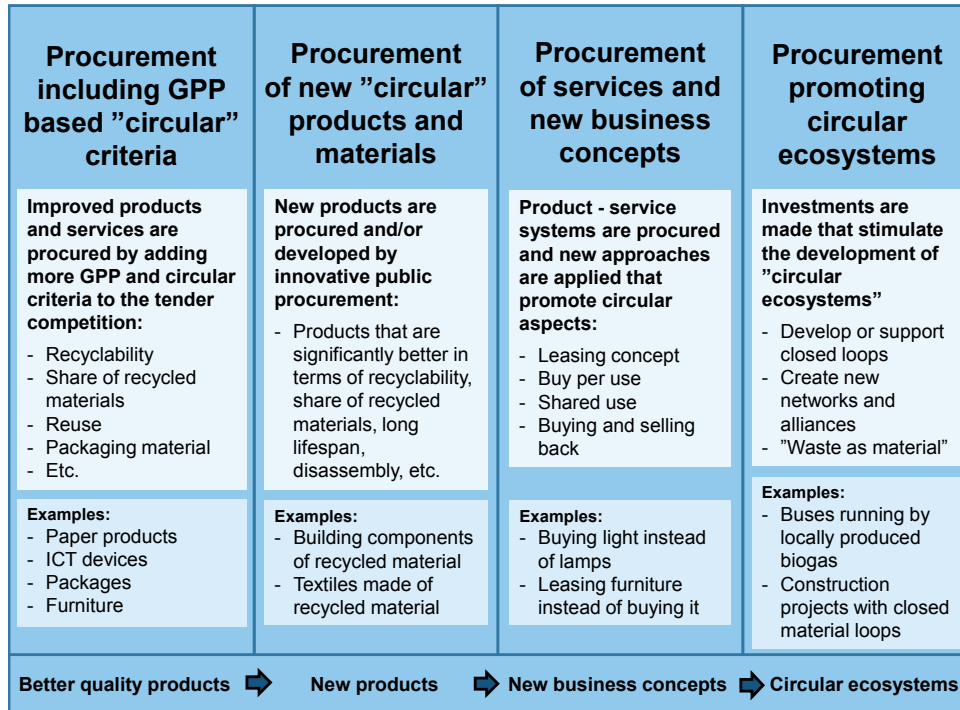 Procurement
including GPP
based ”circular”
criteria
Improved products
and services are
procured by adding
more GPP and circular
criteria to the tender
competition:
- Recyclability
- Share of recycled
materials
- Reuse
- Packaging material
- Etc.
Examples:
- Paper products
- ICT devices
- Packages
- Furniture
Procurement
of new ”circular”
products and
materials
New products are
procured and/or
developed by
innovative public
procurement:
- Products that are
significantly better in
terms of recyclability,
share of recycled
materials, long
lifespan,
disassembly, etc.
Examples:
- Building components
of recycled material
- Textiles made of
recycled material
Procurement
of services and
new business
concepts
Product - service
systems are procured
and new approaches
are applied that
promote circular
aspects:
- Leasing concept
- Buy per use
- Shared use
- Buying and selling
back
Examples:
- Buying light instead
of lamps
- Leasing furniture
instead of buying it
Procurement
promoting
circular
ecosystems
Investments are
made that stimulate
the development of
”circular
ecosystems”
- Develop or support
closed loops
- Create new
networks and
alliances
- ”Waste as material”
Examples:
- Buses running by
locally produced
biogas
- Construction
projects with closed
material loops
Better quality products
New products
New business concepts
Circular ecosystems